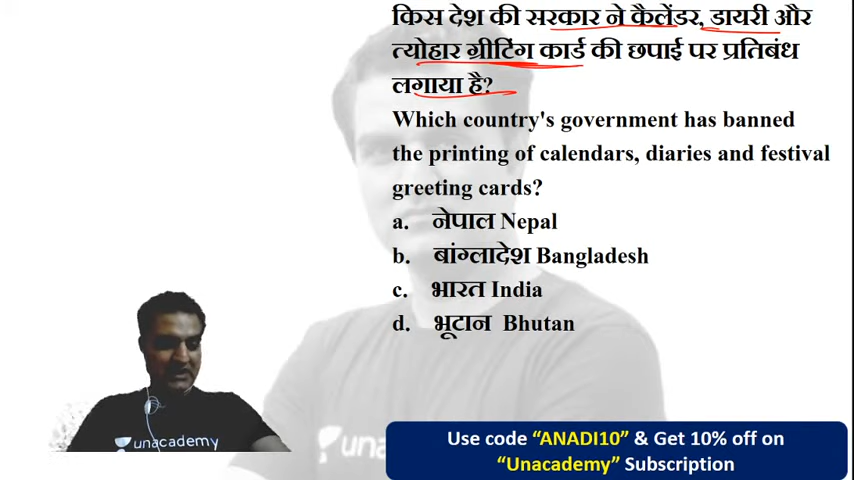 किस देश की सरकार ने कैलेंडर, डायरी और
त्योहार ग्रीटिंग कार्ड की छपाई पर प्रतिबंध
लगाया है?
Which country's government has banned
the printing of calendars, diaries and festival
greeting cards?
a. नेपाल Nepal
b. बांग्लादेश Bangladesh
c. भारत India
d. भूटान Bhutan
unacademy
una
Use code “ANADI10” & Get 10% off on
“Unacademy” Subscription